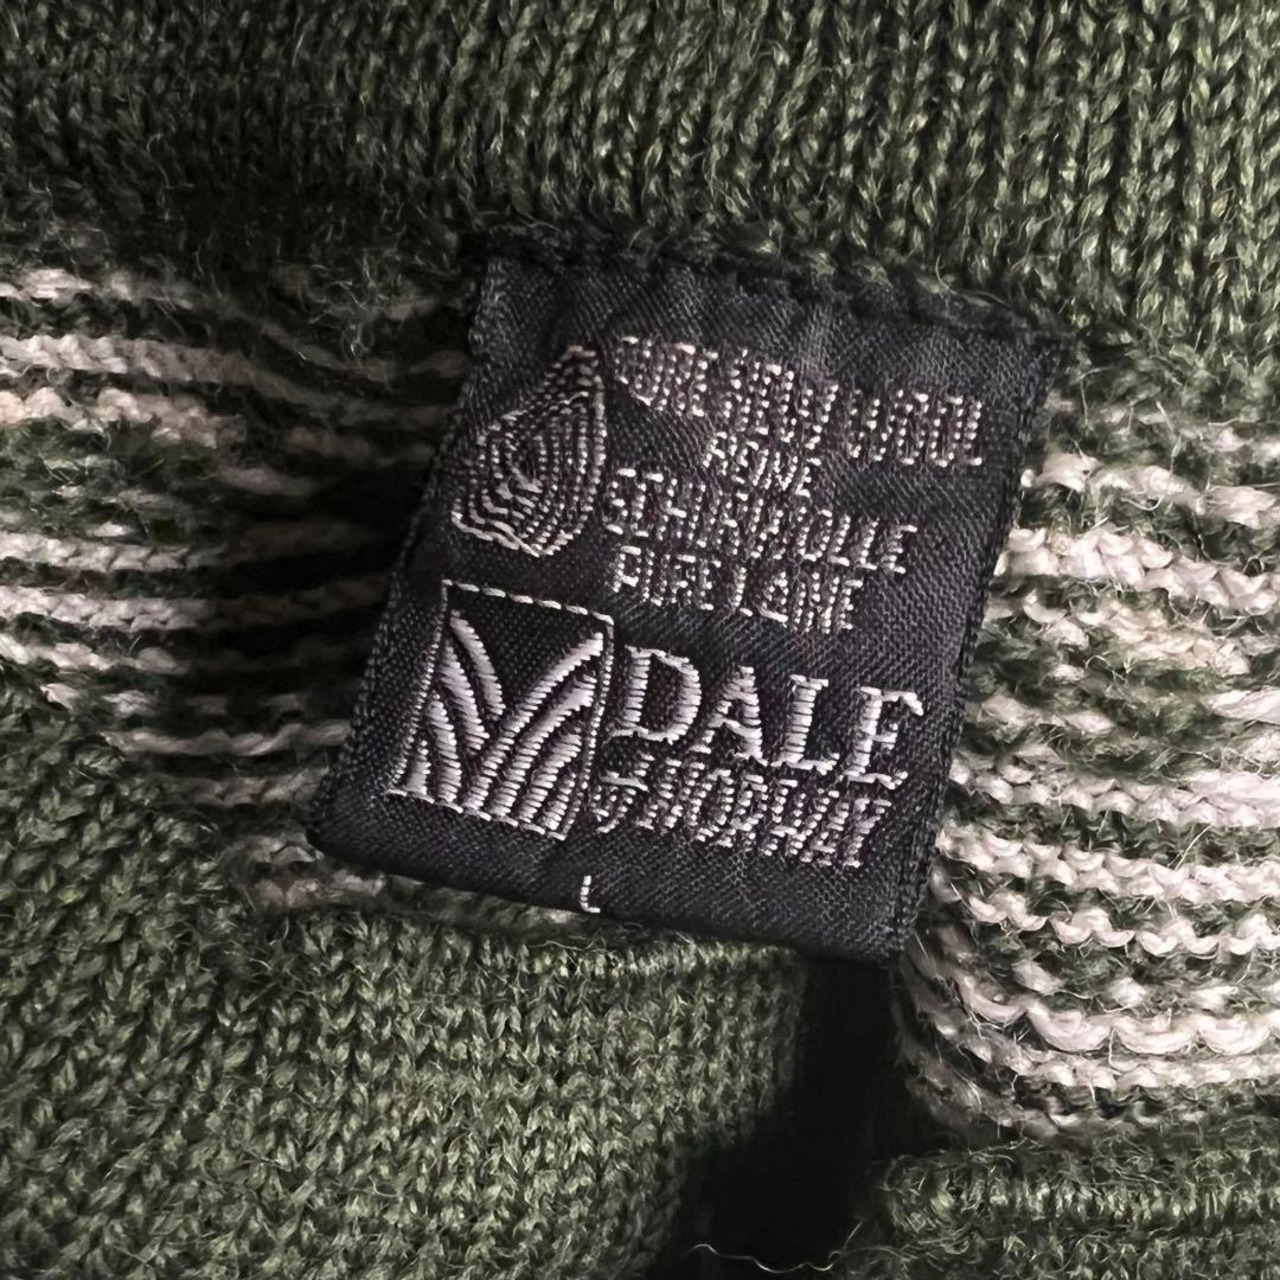 PURE NEW WOOL
REINE
SCHURWOLLE
PURE LAINE
DALE
of NORWAY
L